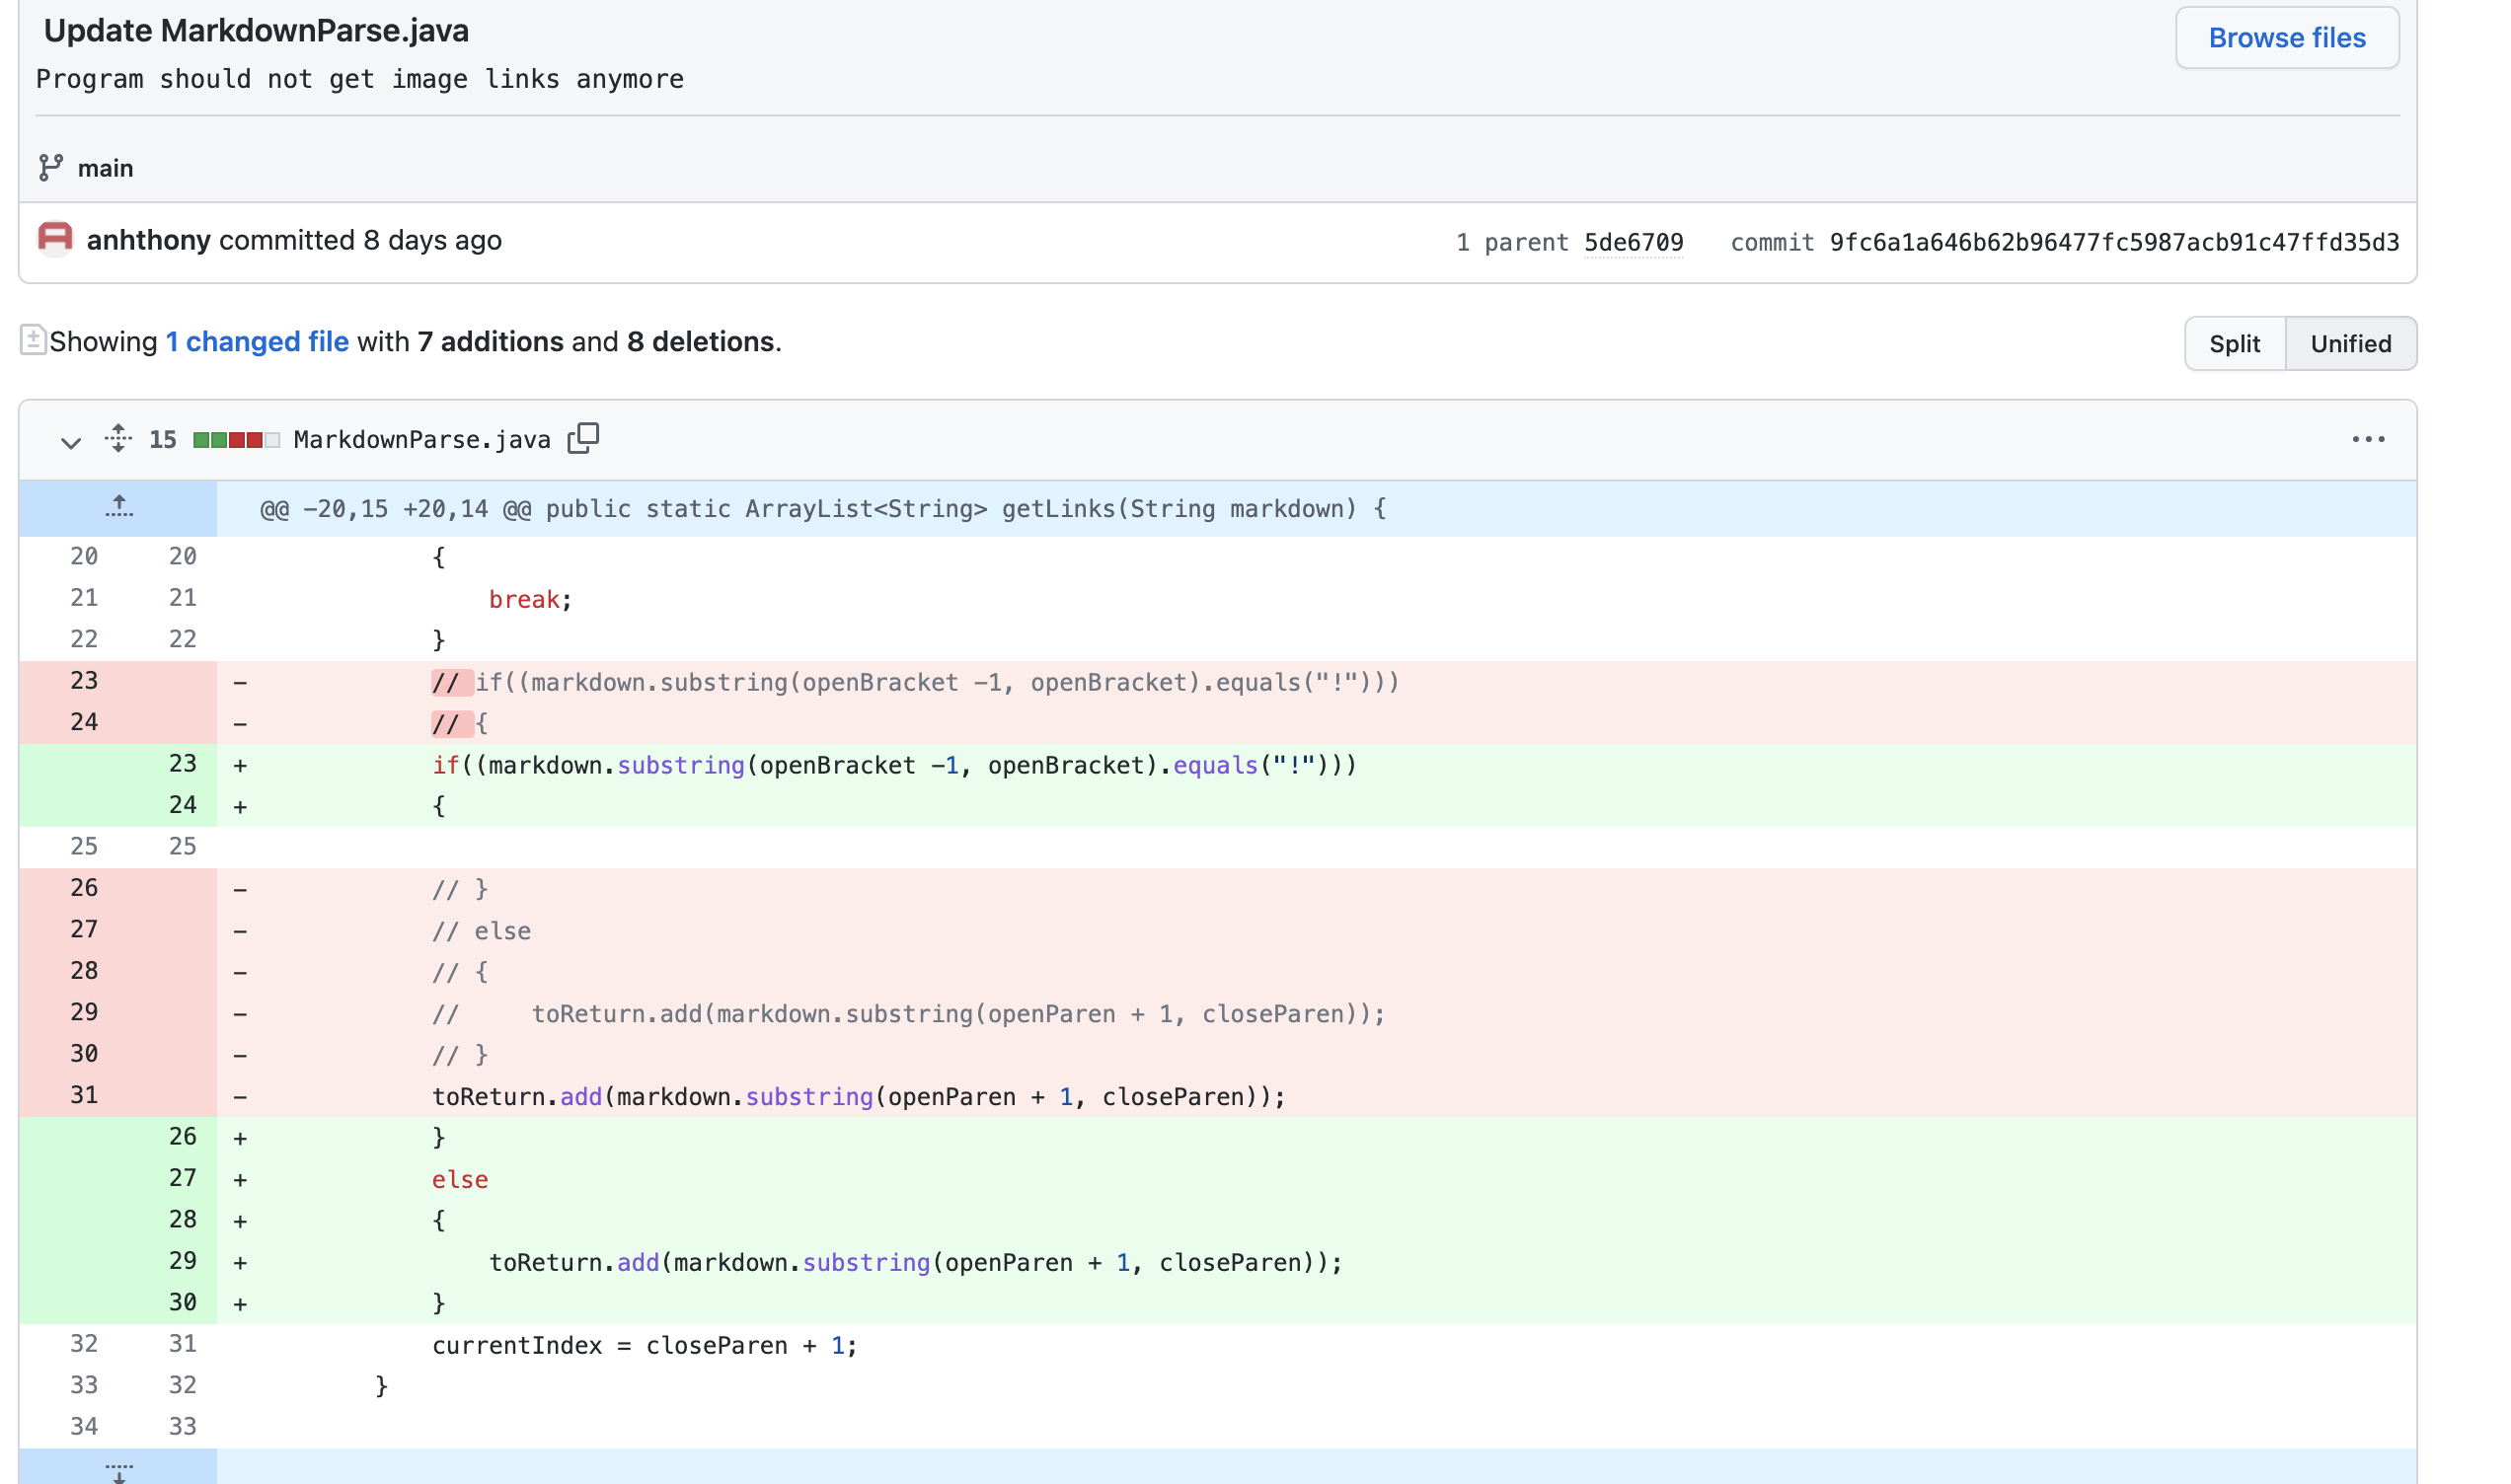 Update MarkdownParse.java
Browse files
Program should not get image links anymore
main
anhthony committed 8 days ago 1 parent 5de6709 commit 9fc6a1a646b62b96477fc5987acb91c47ffd35d3
Showing 1 changed file with 7 additions and 8 deletions.
Split Unified
15 MarkdownParse.java
@@ -20,15 +20,14 @@ public static ArrayList<String> getLinks(String markdown) {
20 20 {
21 21 break;
22 22 }
23 - // if((markdown.substring(openBracket -1, openBracket).equals("!")))
24 - // {
23 + if((markdown.substring(openBracket -1, openBracket).equals("!")))
24 + {
25 25
26 - // }
27 - // else
28 - // {
29 - //     toReturn.add(markdown.substring(openParen + 1, closeParen));
30 - // }
31 - toReturn.add(markdown.substring(openParen + 1, closeParen));
26 + }
27 + else
28 + {
29 + toReturn.add(markdown.substring(openParen + 1, closeParen));
30 + }
32 31 currentIndex = closeParen + 1;
33 32 }
34 33